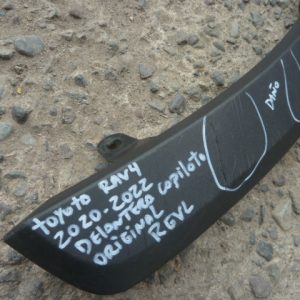 toyota RAV4
2020-2022
DELANTERO copiloto
ORIGINAL
RGVL
DAÑO